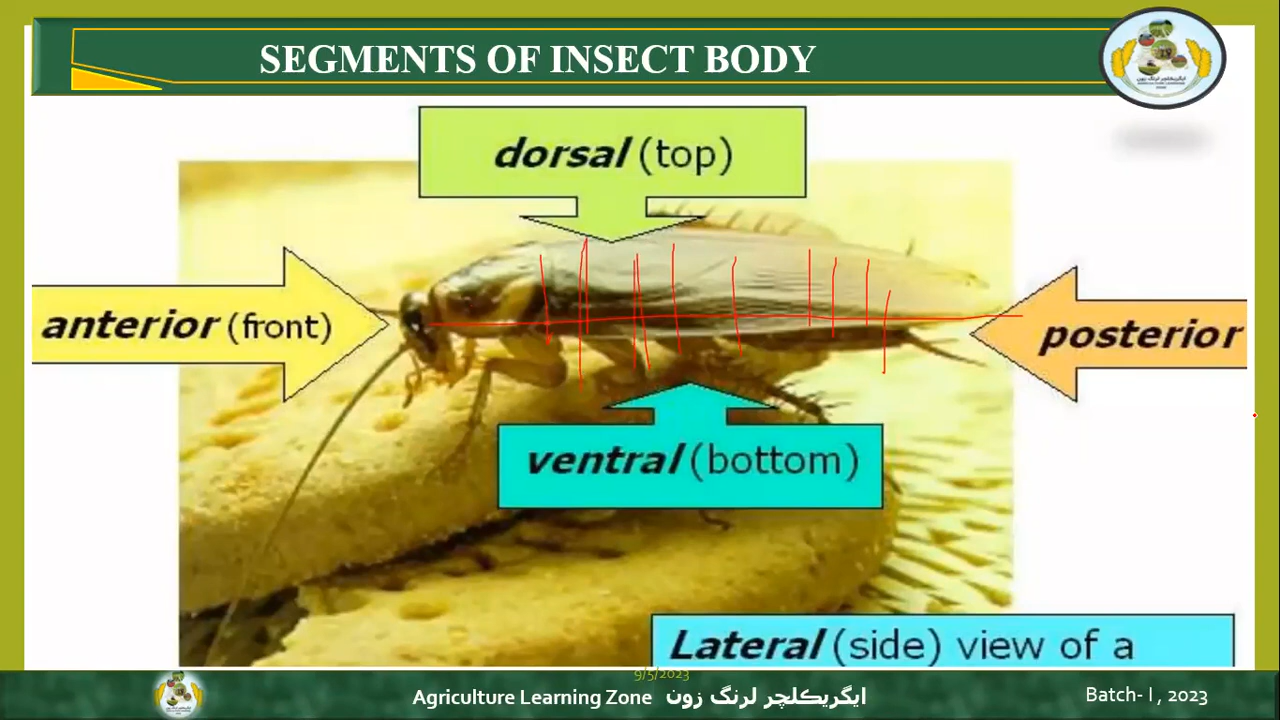 SEGMENTS OF INSECT BODY
dorsal (top)
anterior (front)
posterior
ventral (bottom)
Lateral (side) view of a
9/5/2023
Agriculture Learning Zone ایگریکلچر لرنگ زون
Batch- I , 2023